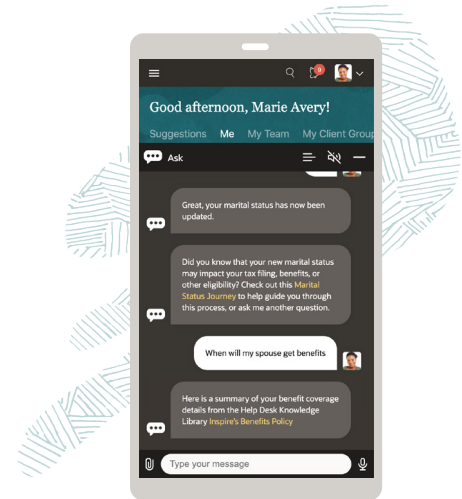 Good afternoon, Marie Avery!
Suggestions Me My Team My Client Group
Ask
Great, your marital status has now been
updated.
Did you know that your new marital status
may impact your tax filing, benefits, or
other eligibility? Check out this Marital
Status Journey to help guide you through
this process, or ask me another question.
When will my spouse get benefits
Here is a summary of your benefit coverage
details from the Help Desk Knowledge
Library Inspire's Benefits Policy
Type your message